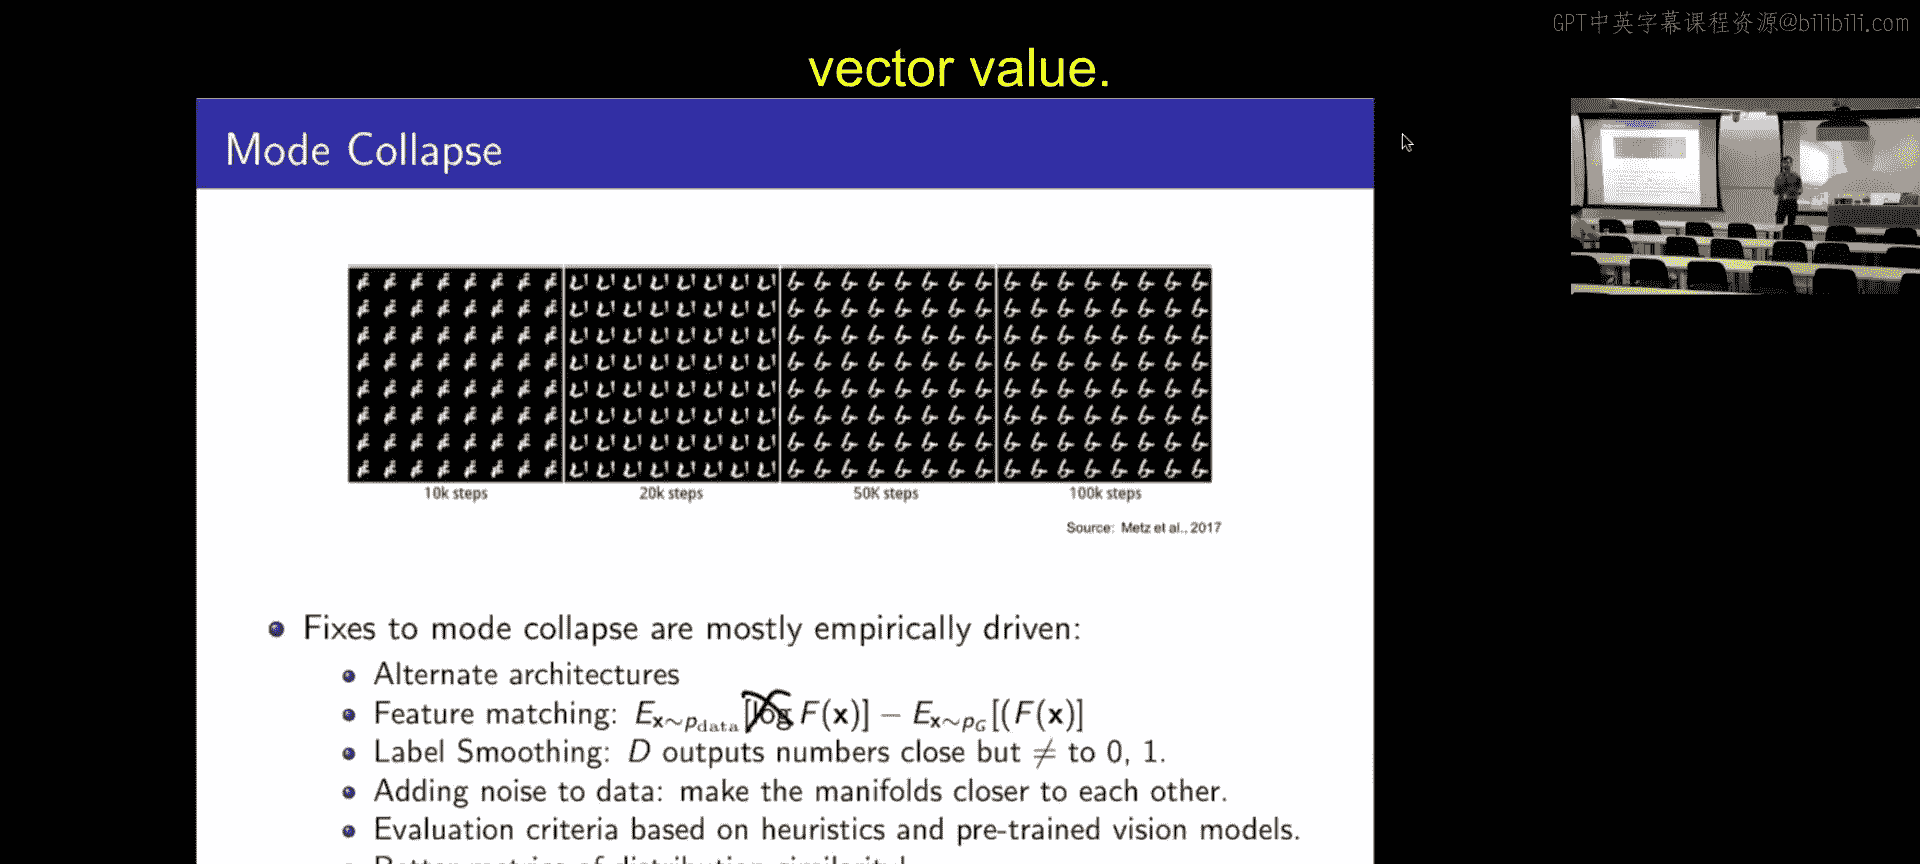 GPT中英字幕课程资源@bilibili.com
vector value.
Mode Collapse
10k steps 20k steps 50K steps 100k steps
Source: Metz et al., 2017
Fixes to mode collapse are mostly empirically driven:
Alternate architectures
Feature matching: E_{x∼p_data}[log F(x)] − E_{x∼p_G}[(F(x)]
Label Smoothing: D outputs numbers close but ≠ to 0, 1.
Adding noise to data: make the manifolds closer to each other.
Evaluation criteria based on heuristics and pre-trained vision models.